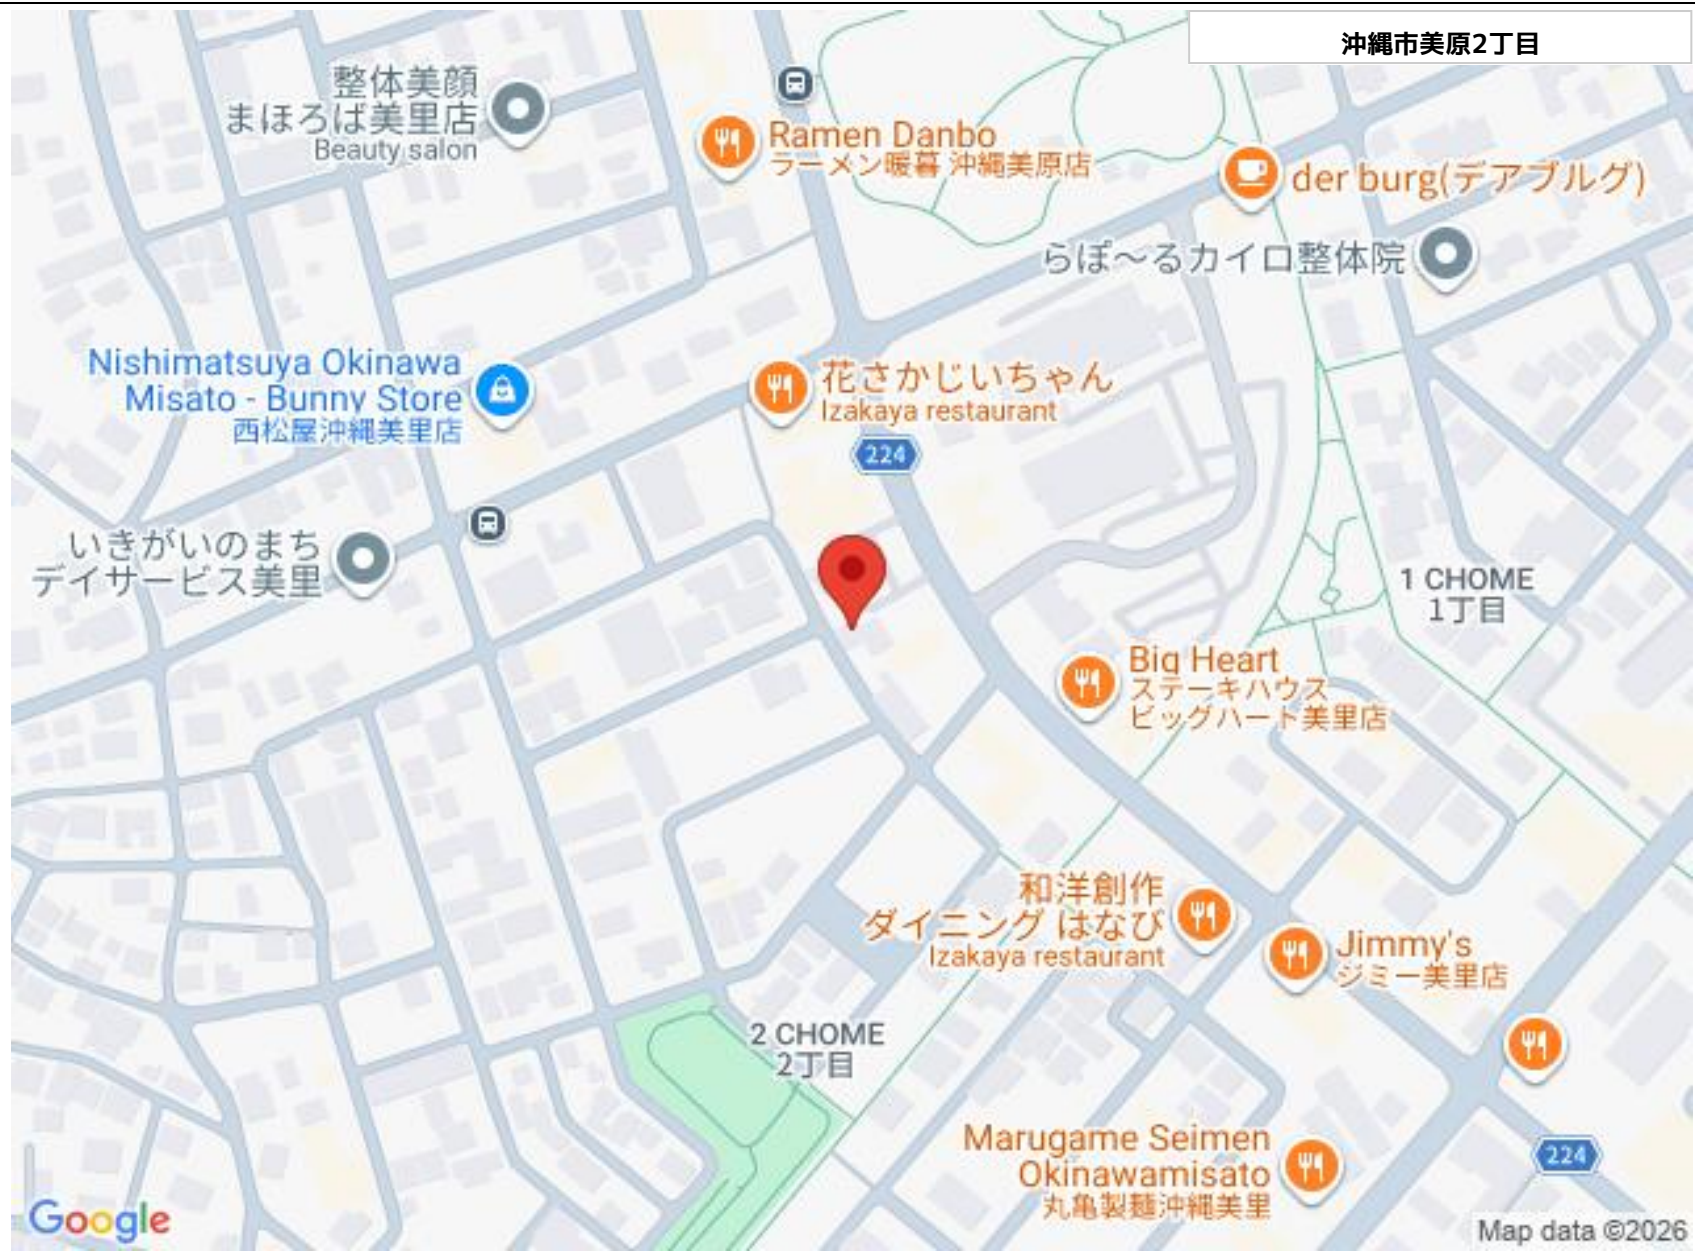 沖縄市美原2丁目
整体美顔
まほろば美里店
Beauty salon
Ramen Danbo
ラーメン暖暮 沖縄美原店
der burg(デアブルグ)
らぽ～るカイロ整体院
Nishimatsuya Okinawa
Misato - Bunny Store
西松屋沖縄美里店
花さかじいちゃん
Izakaya restaurant
224
いきがいのまち
デイサービス美里
1 CHOME
1丁目
Big Heart
ステーキハウス
ビッグハート美里店
和洋創作
ダイニング はなび
Izakaya restaurant
Jimmy's
ジミー美里店
2 CHOME
2丁目
Marugame Seimen
Okinawamisato
丸亀製麺沖縄美里
224
Google
Map data ©2026